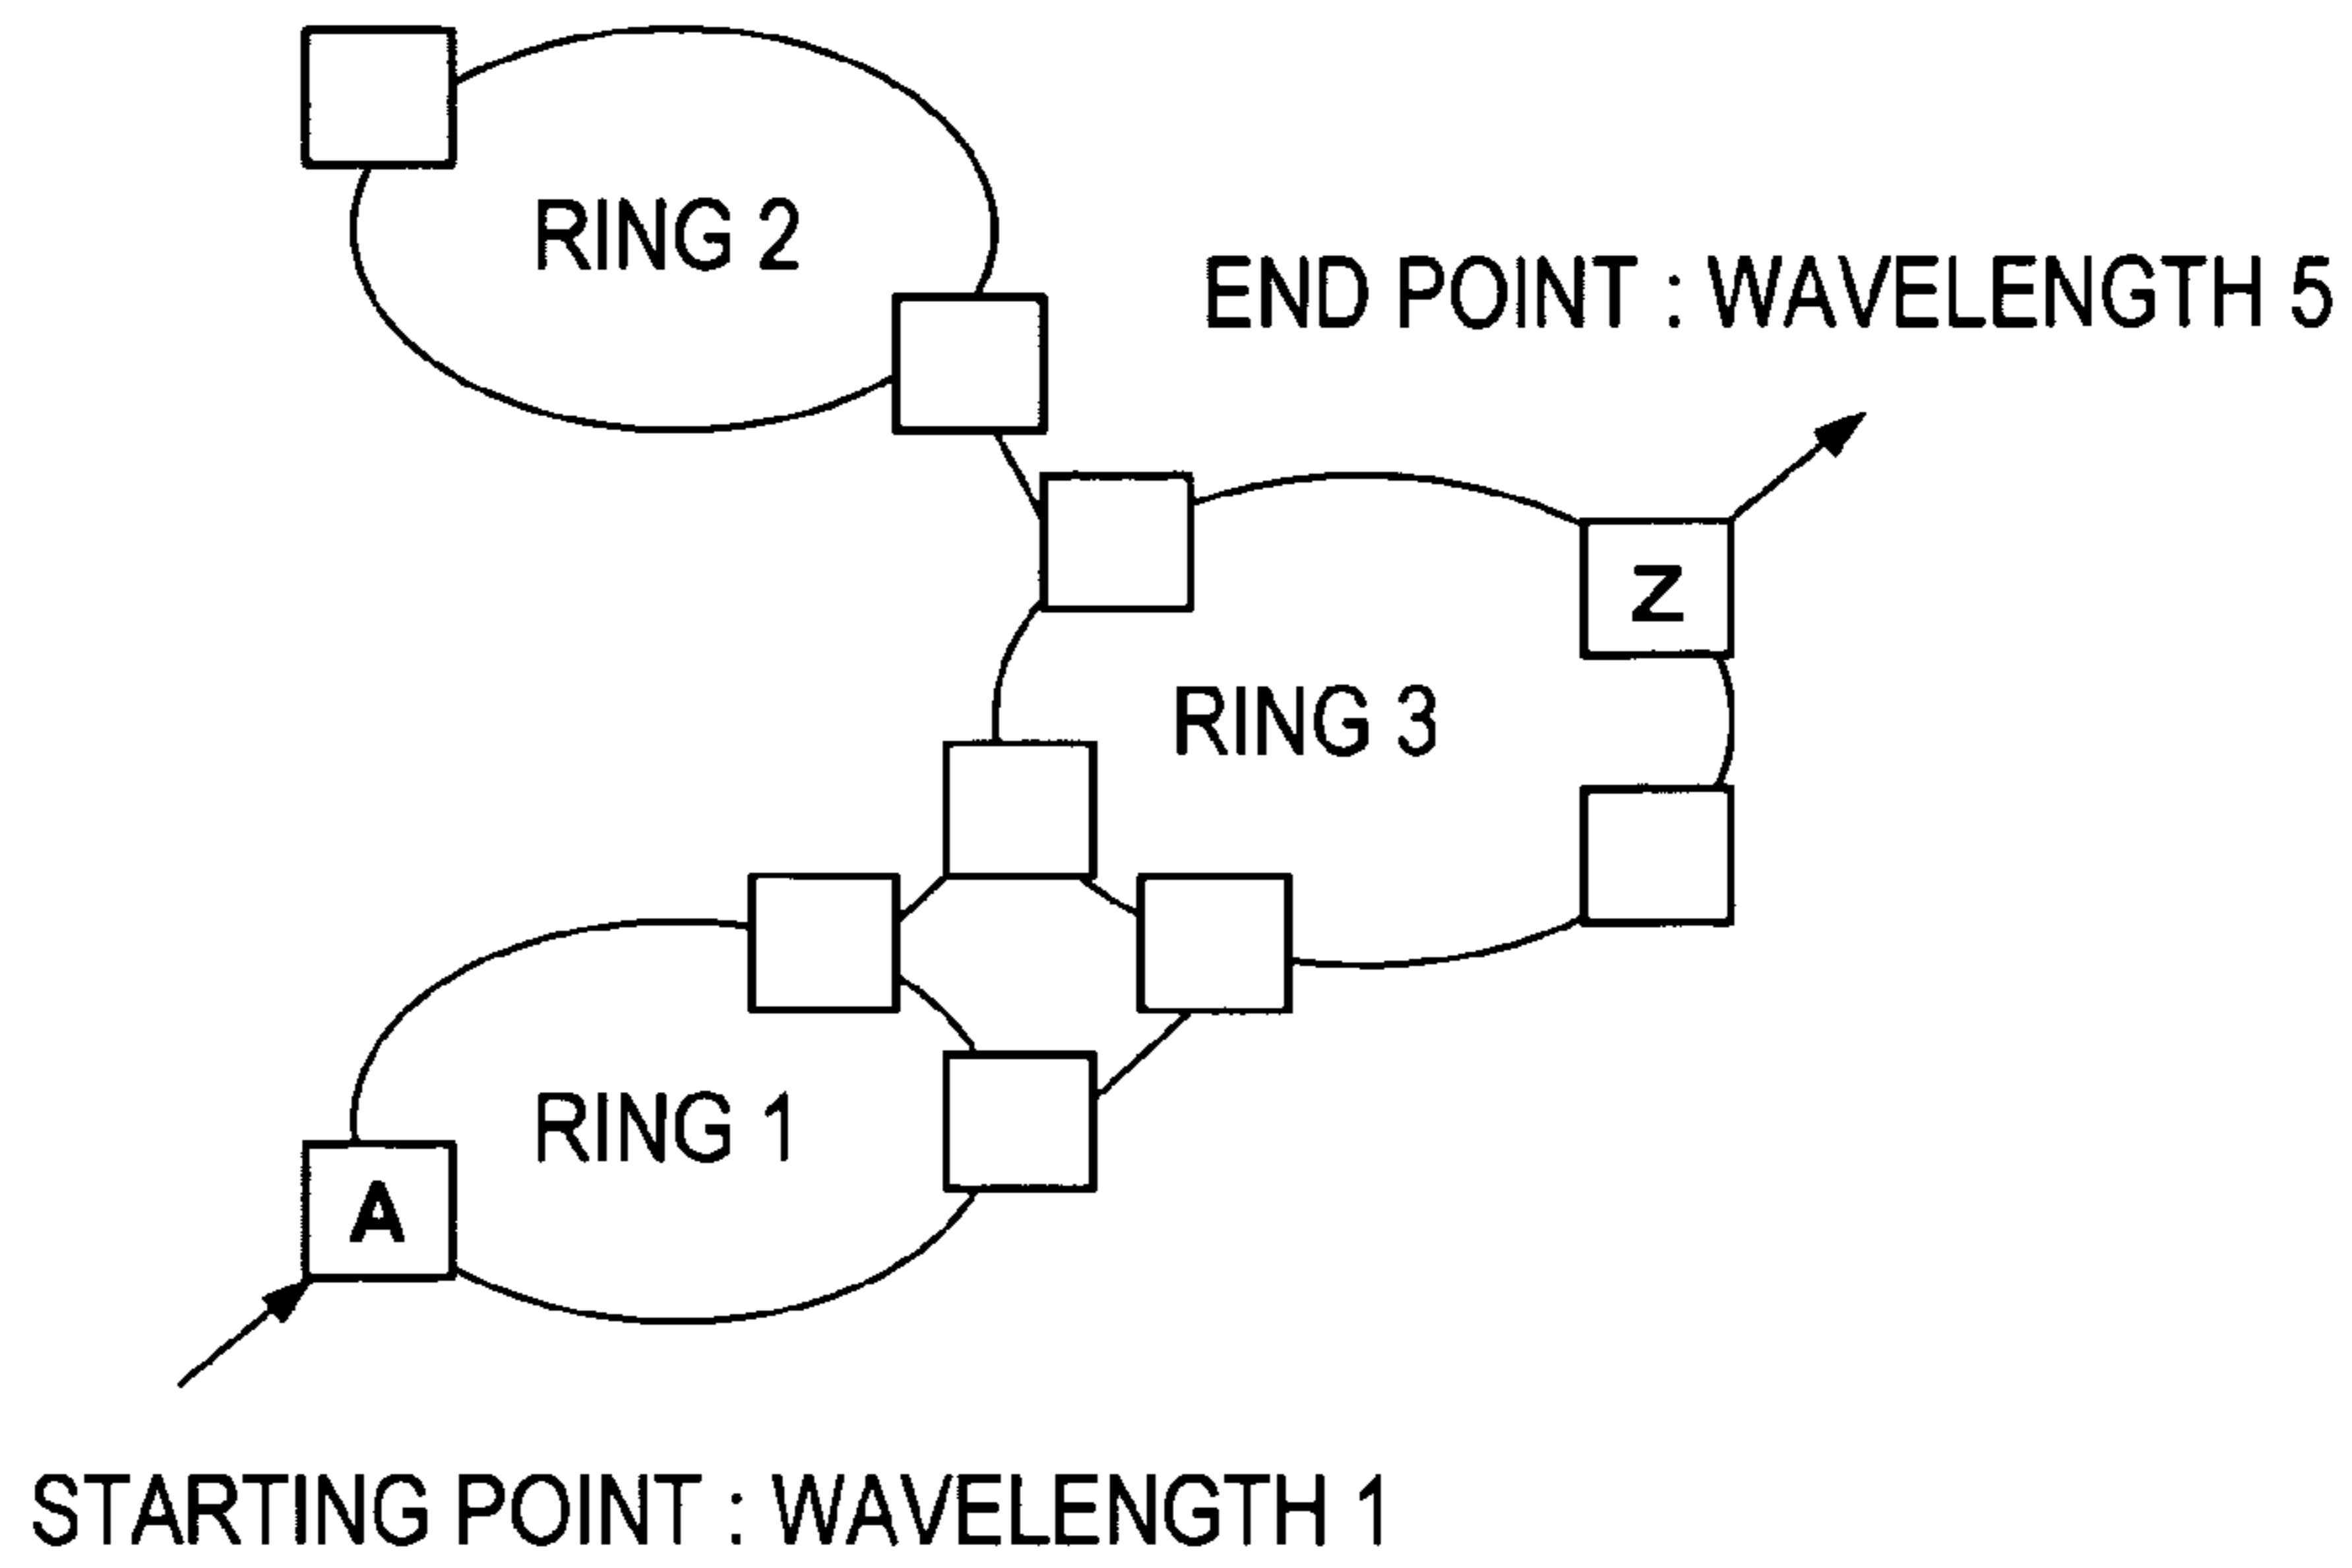 RING 2
END POINT : WAVELENGTH 5
Z
RING 3
RING 1
A
STARTING POINT : WAVELENGTH 1